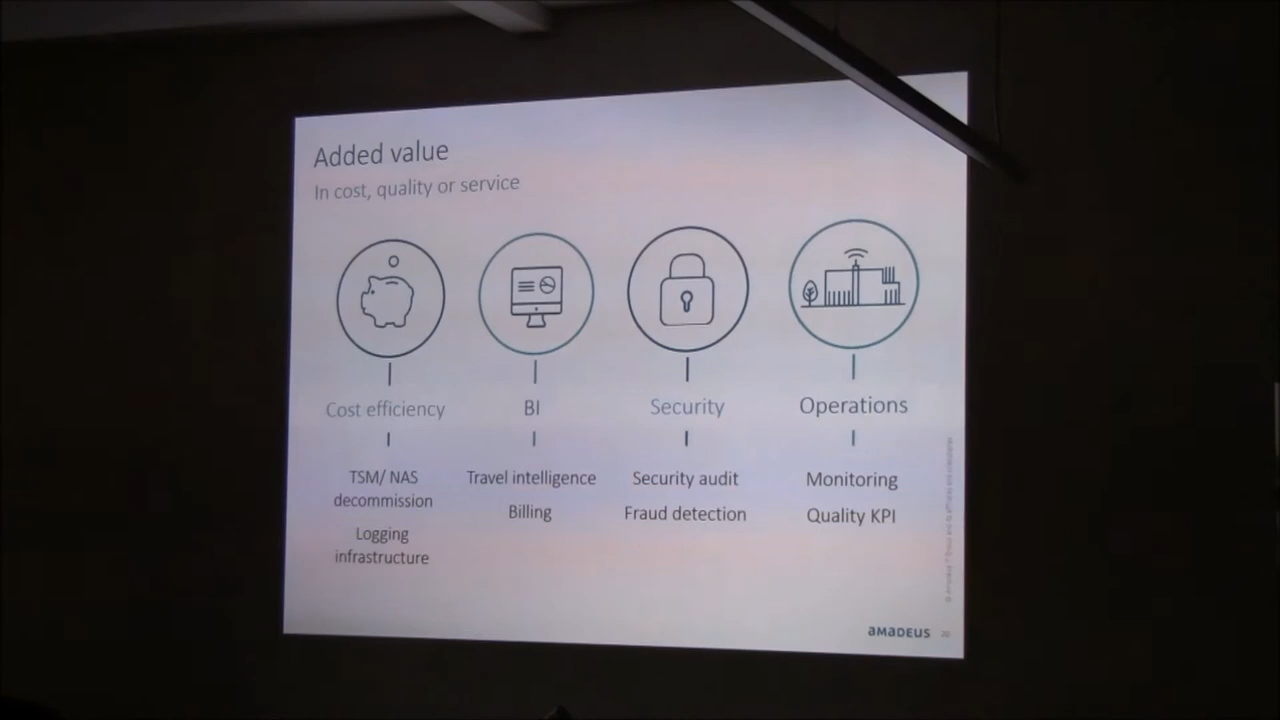 Added value
In cost, quality or service
Cost efficiency
BI
Security
Operations
TSM/ NAS
decommission
Logging
infrastructure
Travel intelligence
Billing
Security audit
Fraud detection
Monitoring
Quality KPI
amadeus